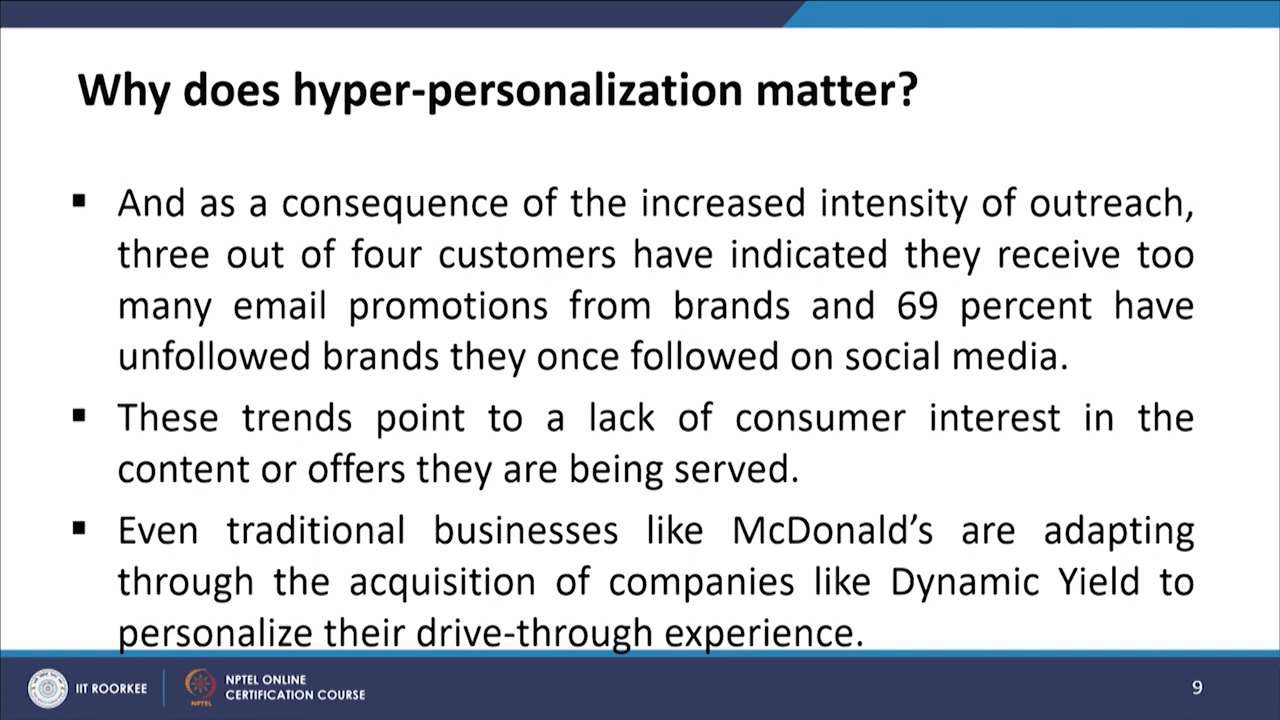 Why does hyper-personalization matter?
▪ And as a consequence of the increased intensity of outreach,
three out of four customers have indicated they receive too
many email promotions from brands and 69 percent have
unfollowed brands they once followed on social media.
▪ These trends point to a lack of consumer interest in the
content or offers they are being served.
▪ Even traditional businesses like McDonald’s are adapting
through the acquisition of companies like Dynamic Yield to
personalize their drive-through experience.
IIT ROORKEE
NPTEL
NPTEL ONLINE
CERTIFICATION COURSE
9